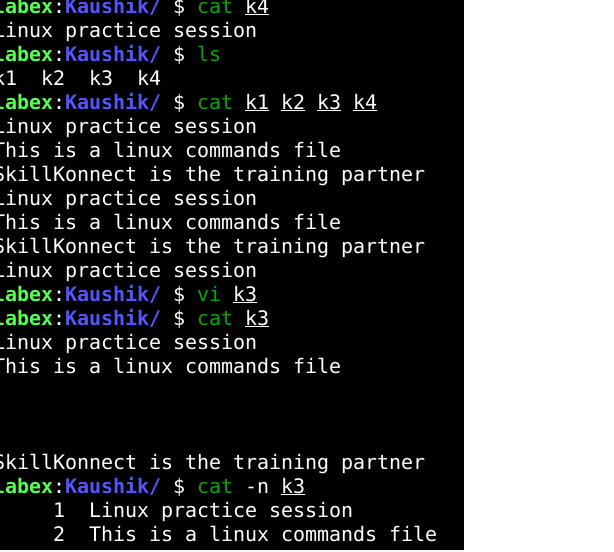 labex:Kaushik/ $ cat k4
Linux practice session
labex:Kaushik/ $ ls
k1  k2  k3  k4
labex:Kaushik/ $ cat k1 k2 k3 k4
Linux practice session
This is a linux commands file
SkillKonnect is the training partner
Linux practice session
This is a linux commands file
SkillKonnect is the training partner
Linux practice session
labex:Kaushik/ $ vi k3
labex:Kaushik/ $ cat k3
Linux practice session
This is a linux commands file
SkillKonnect is the training partner
labex:Kaushik/ $ cat -n k3
     1  Linux practice session
     2  This is a linux commands file